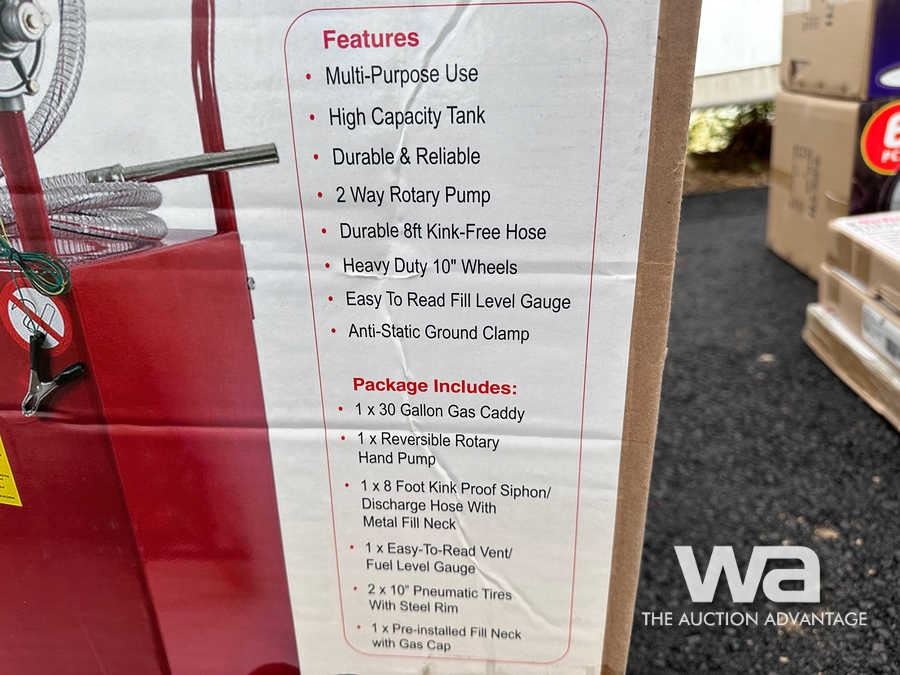 Features
• Multi-Purpose Use
• High Capacity Tank
• Durable & Reliable
• 2 Way Rotary Pump
• Durable 8ft Kink-Free Hose
• Heavy Duty 10" Wheels
• Easy To Read Fill Level Gauge
• Anti-Static Ground Clamp
Package Includes:
• 1 x 30 Gallon Gas Caddy
• 1 x Reversible Rotary
Hand Pump
• 1 x 8 Foot Kink Proof Siphon/
Discharge Hose With
Metal Fill Neck
• 1 x Easy-To-Read Vent/
Fuel Level Gauge
• 2 x 10" Pneumatic Tires
With Steel Rim
• 1 x Pre-installed Fill Neck
with Gas Cap
wa
THE AUCTION ADVANTAGE